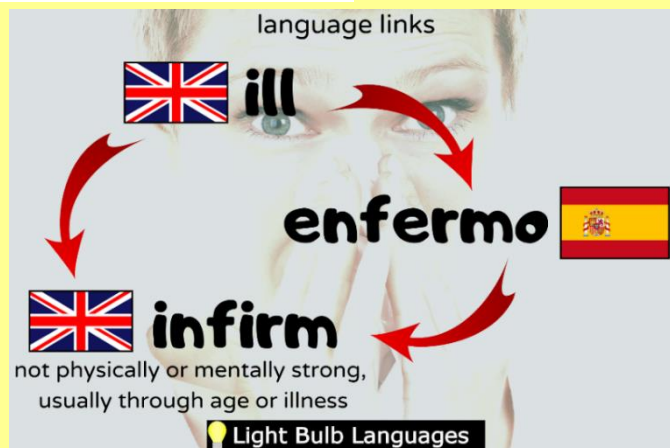 language links
ill
enfermo
infirm
not physically or mentally strong,
usually through age or illness
Light Bulb Languages